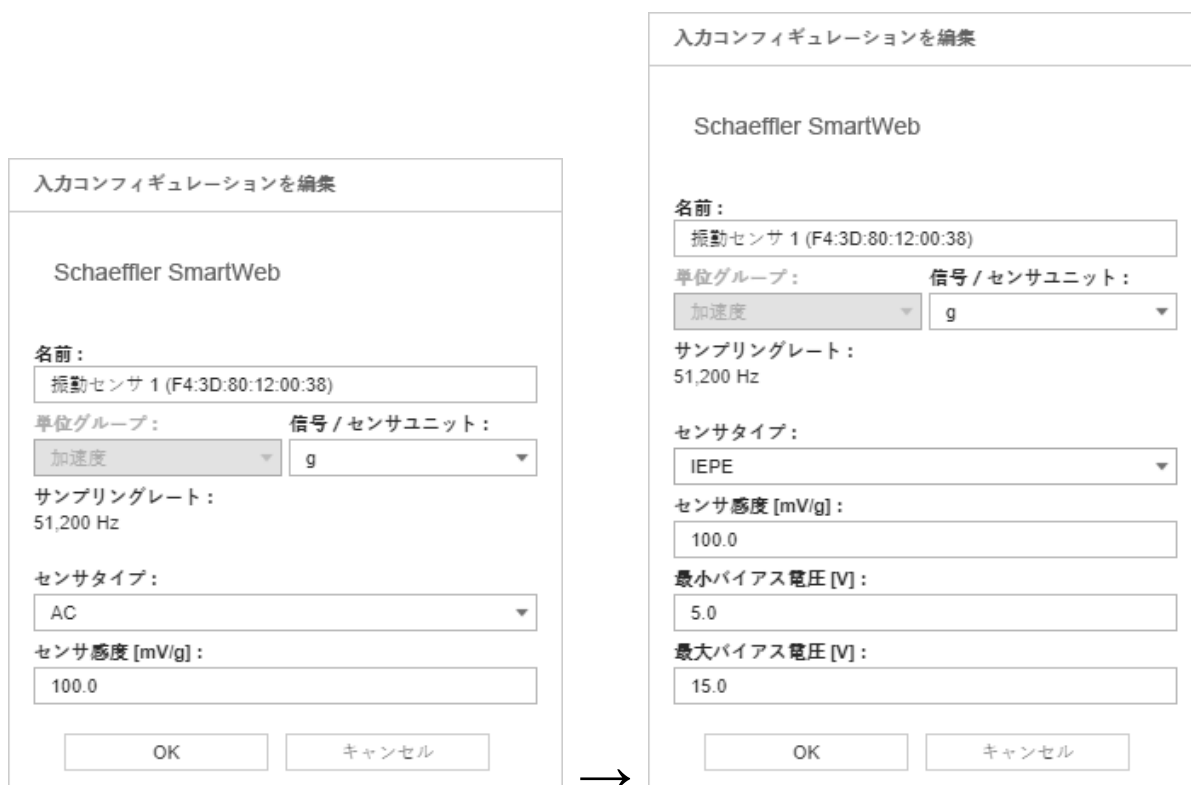 入力コンフィギュレーションを編集
Schaeffler SmartWeb
名前 :
振動センサ 1 (F4:3D:80:12:00:38)
単位グループ : 信号 / センサユニット :
加速度 g
サンプリングレート :
51,200 Hz
センサタイプ :
AC
センサ感度 [mV/g] :
100.0
OK キャンセル
→
入力コンフィギュレーションを編集
Schaeffler SmartWeb
名前 :
振動センサ 1 (F4:3D:80:12:00:38)
単位グループ : 信号 / センサユニット :
加速度 g
サンプリングレート :
51,200 Hz
センサタイプ :
IEPE
センサ感度 [mV/g] :
100.0
最小バイアス電圧 [V] :
5.0
最大バイアス電圧 [V] :
15.0
OK キャンセル